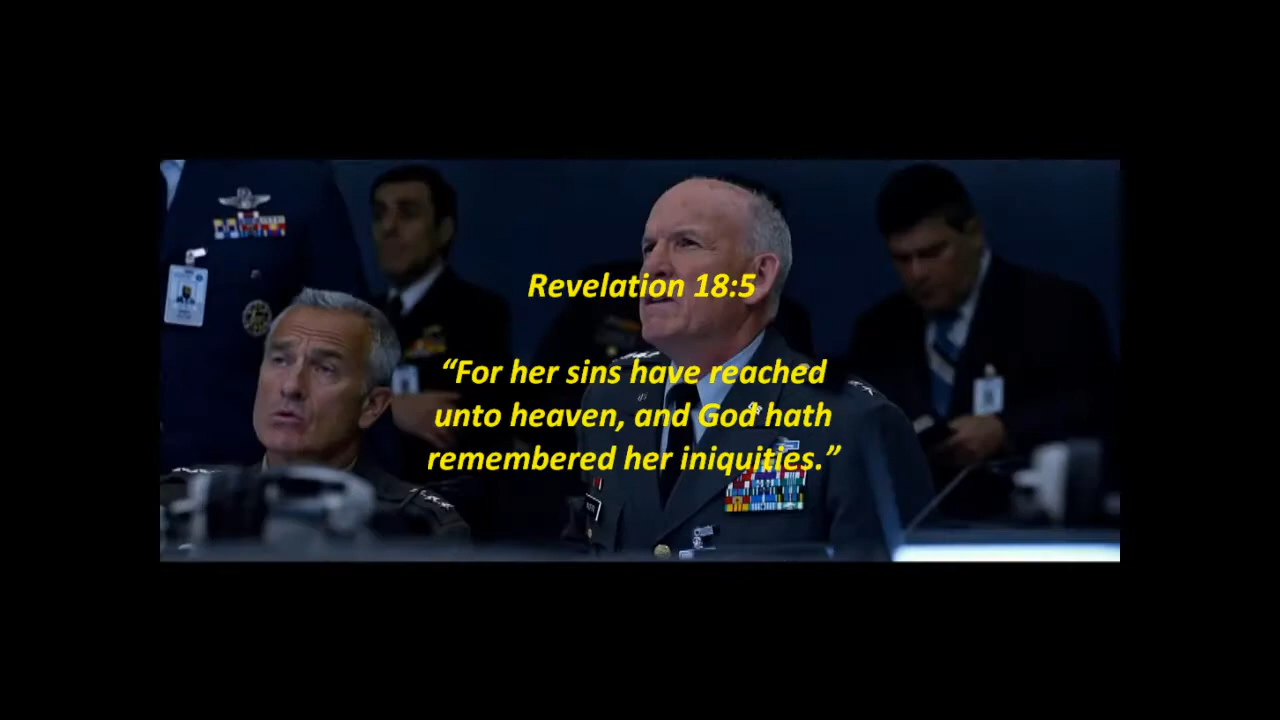 Revelation 18:5
“For her sins have reached
unto heaven, and God hath
remembered her iniquities.”